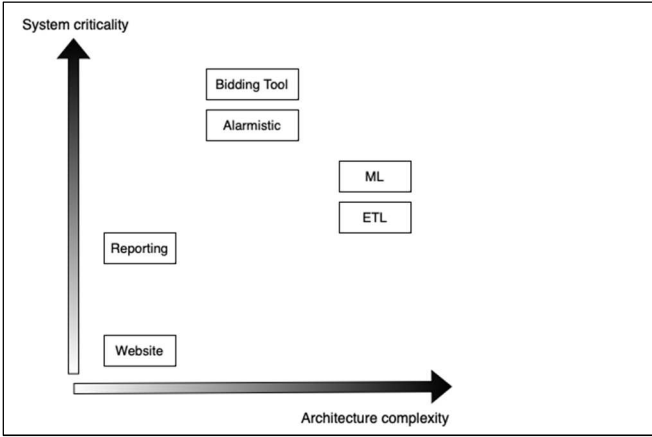 System criticality
Bidding Tool
Alarmistic
ML
ETL
Reporting
Website
Architecture complexity